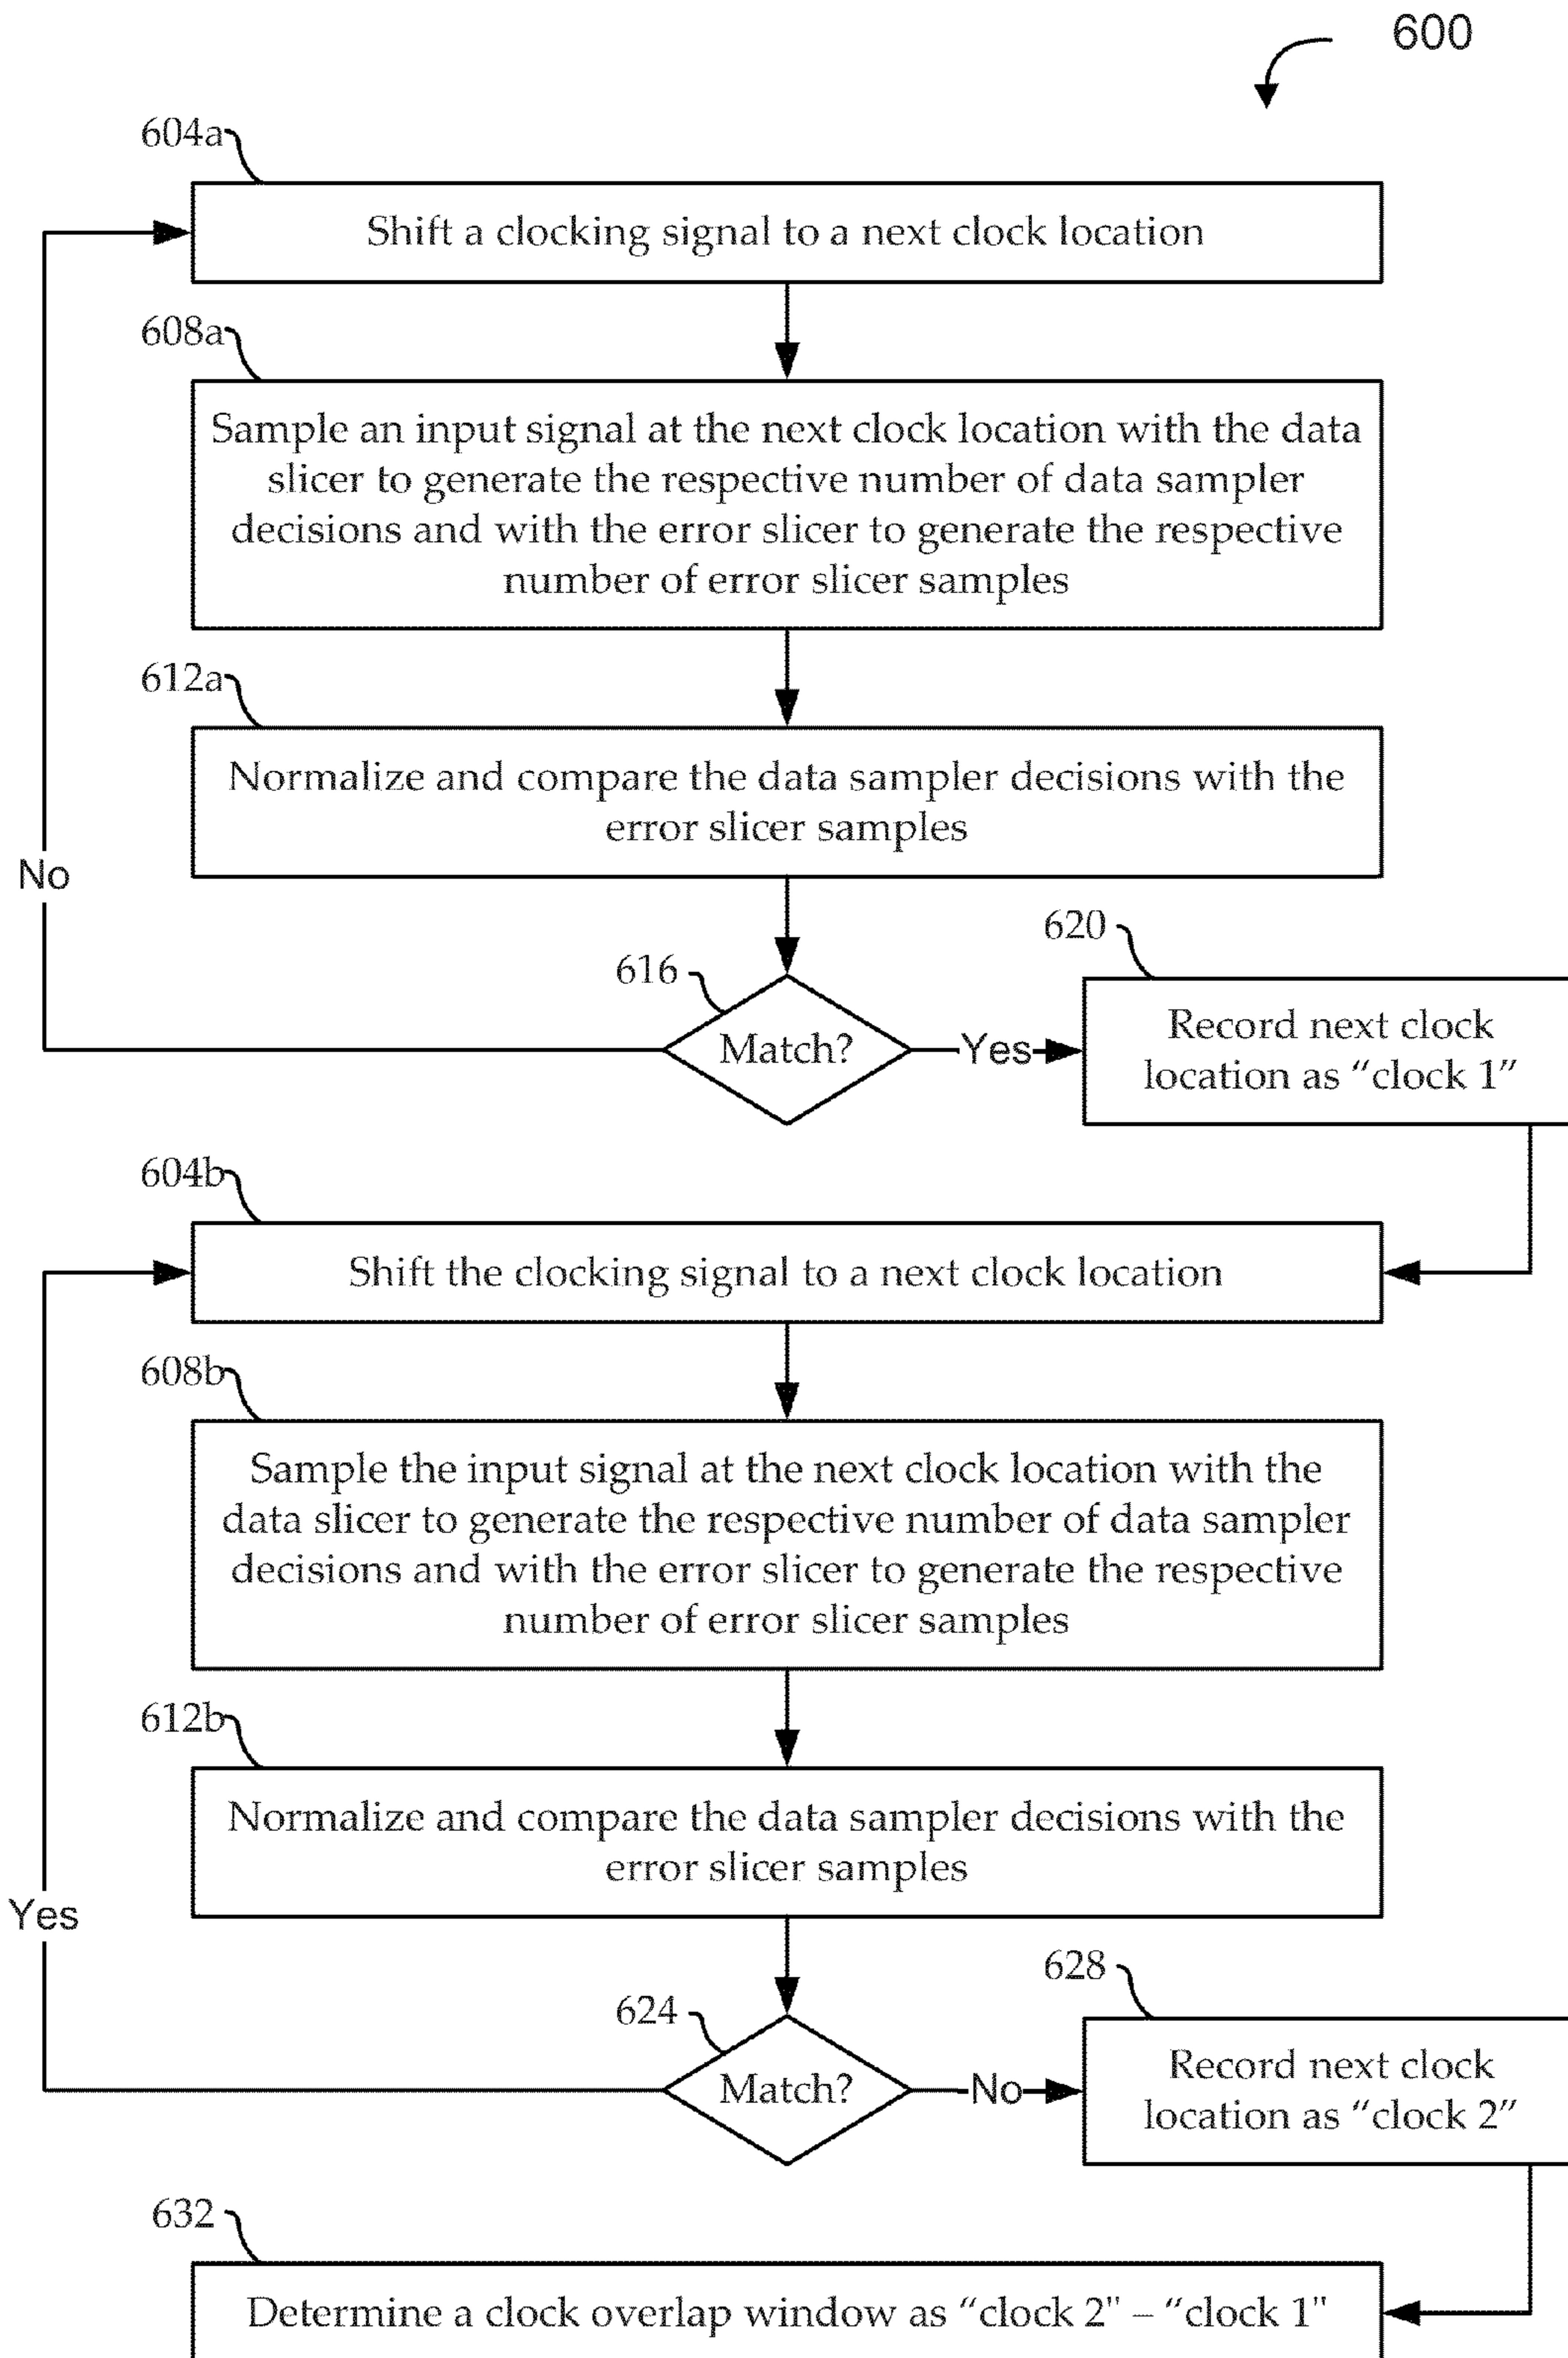 600
604a
Shift a clocking signal to a next clock location
608a
Sample an input signal at the next clock location with the data
slicer to generate the respective number of data sampler
decisions and with the error slicer to generate the respective
number of error slicer samples
612a
Normalize and compare the data sampler decisions with the
error slicer samples
No
616
Match?
Yes
620
Record next clock
location as “clock 1”
604b
Shift the clocking signal to a next clock location
608b
Sample the input signal at the next clock location with the
data slicer to generate the respective number of data sampler
decisions and with the error slicer to generate the respective
number of error slicer samples
612b
Normalize and compare the data sampler decisions with the
error slicer samples
Yes
624
Match?
No
628
Record next clock
location as “clock 2”
632
Determine a clock overlap window as “clock 2" – “clock 1"